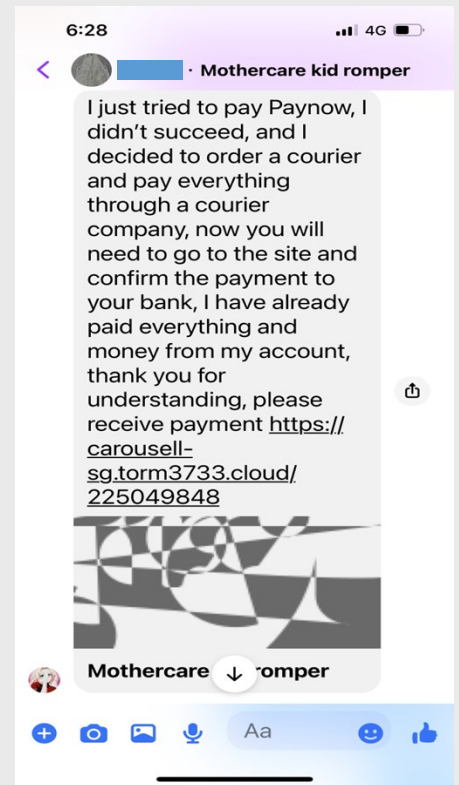 6:28
4G
· Mothercare kid romper
I just tried to pay Paynow, I
didn't succeed, and I
decided to order a courier
and pay everything
through a courier
company, now you will
need to go to the site and
confirm the payment to
your bank, I have already
paid everything and
money from my account,
thank you for
understanding, please
receive payment https://
carousell-
sg.torm3733.cloud/
225049848
Mothercare romper
Aa